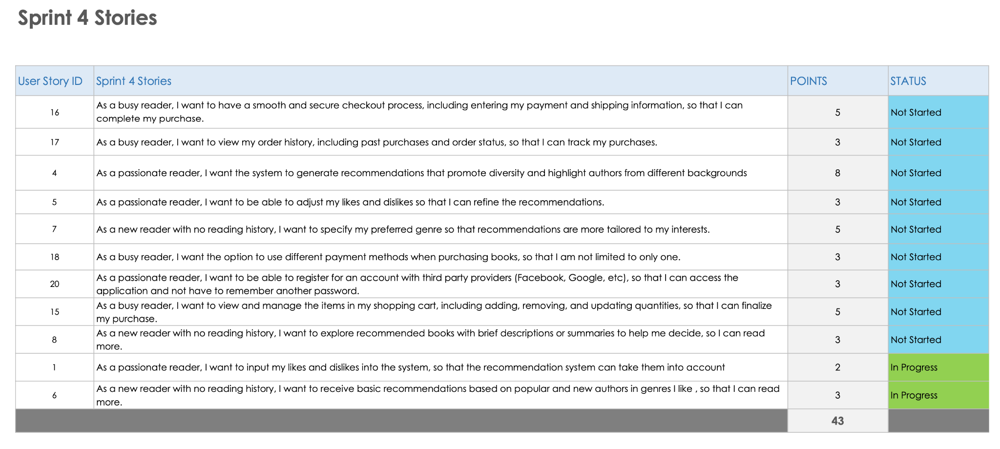 Sprint 4 Stories
User Story ID Sprint 4 Stories POINTS STATUS
16 As a busy reader, I want to have a smooth and secure checkout process, including entering my payment and shipping information, so that I can
complete my purchase. 5 Not Started
17 As a busy reader, I want to view my order history, including past purchases and order status, so that I can track my purchases. 3 Not Started
4 As a passionate reader, I want the system to generate recommendations that promote diversity and highlight authors from different backgrounds 8 Not Started
5 As a passionate reader, I want to be able to adjust my likes and dislikes so that I can refine the recommendations. 3 Not Started
7 As a new reader with no reading history, I want to specify my preferred genre so that recommendations are more tailored to my interests. 5 Not Started
18 As a busy reader, I want the option to use different payment methods when purchasing books, so that I am not limited to only one. 3 Not Started
20 As a passionate reader, I want to be able to register for an account with third party providers (Facebook, Google, etc), so that I can access the
application and not have to remember another password. 3 Not Started
15 As a busy reader, I want to view and manage the items in my shopping cart, including adding, removing, and updating quantities, so that I can finalize
my purchase. 5 Not Started
8 As a new reader with no reading history, I want to explore recommended books with brief descriptions or summaries to help me decide, so I can read
more. 3 Not Started
1 As a passionate reader, I want to input my likes and dislikes into the system, so that the recommendation system can take them into account 2 In Progress
6 As a new reader with no reading history, I want to receive basic recommendations based on popular and new authors in genres I like , so that I can read
more. 3 In Progress
43